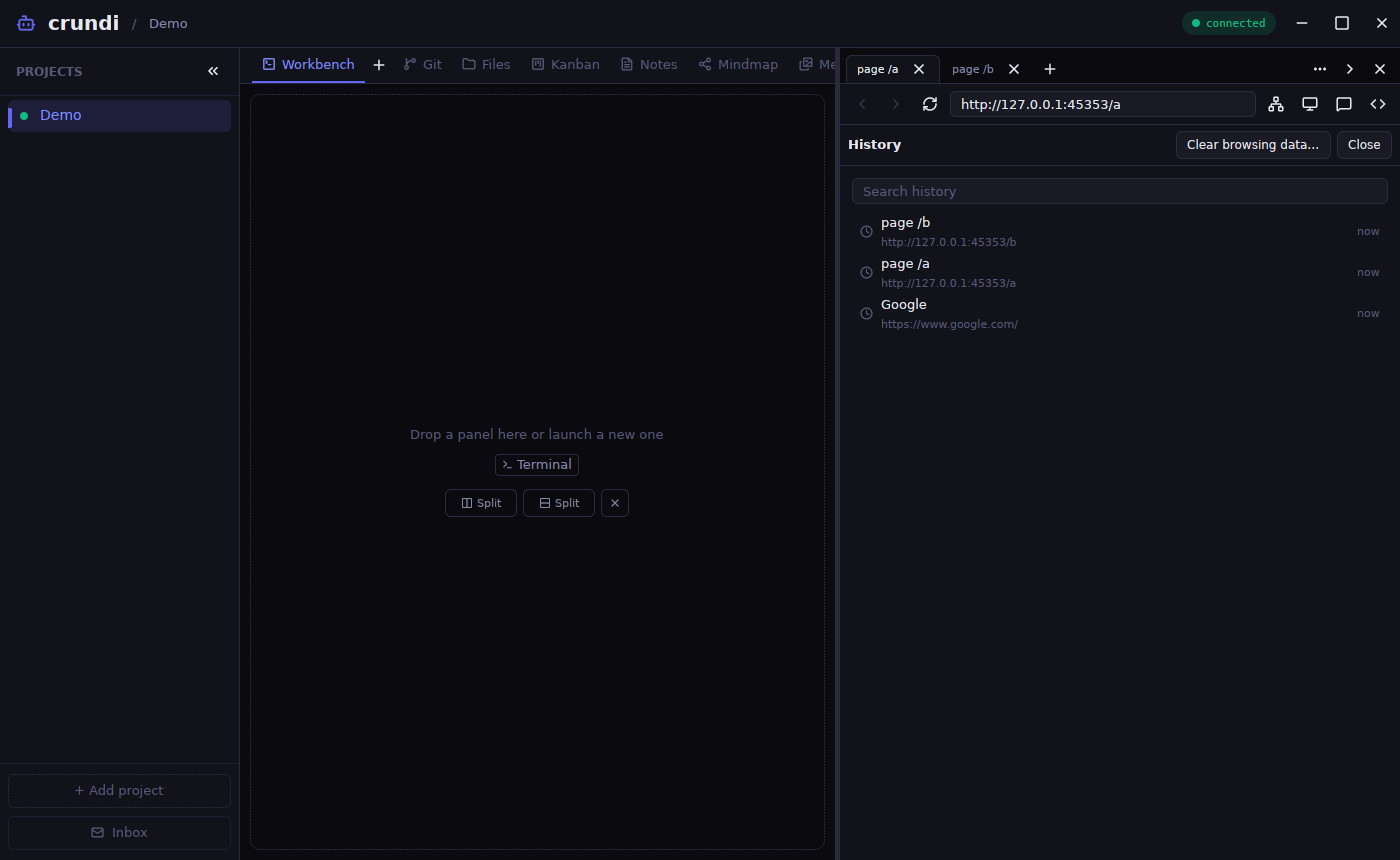 crundi / Demo
connected
PROJECTS
Demo
+ Add project
Inbox
Workbench
Git
Files
Kanban
Notes
Mindmap
Me
Drop a panel here or launch a new one
Terminal
Split
Split
page /a
page /b
http://127.0.0.1:45353/a
History
Clear browsing data...
Close
Search history
page /b
http://127.0.0.1:45353/b
now
page /a
http://127.0.0.1:45353/a
now
Google
https://www.google.com/
now